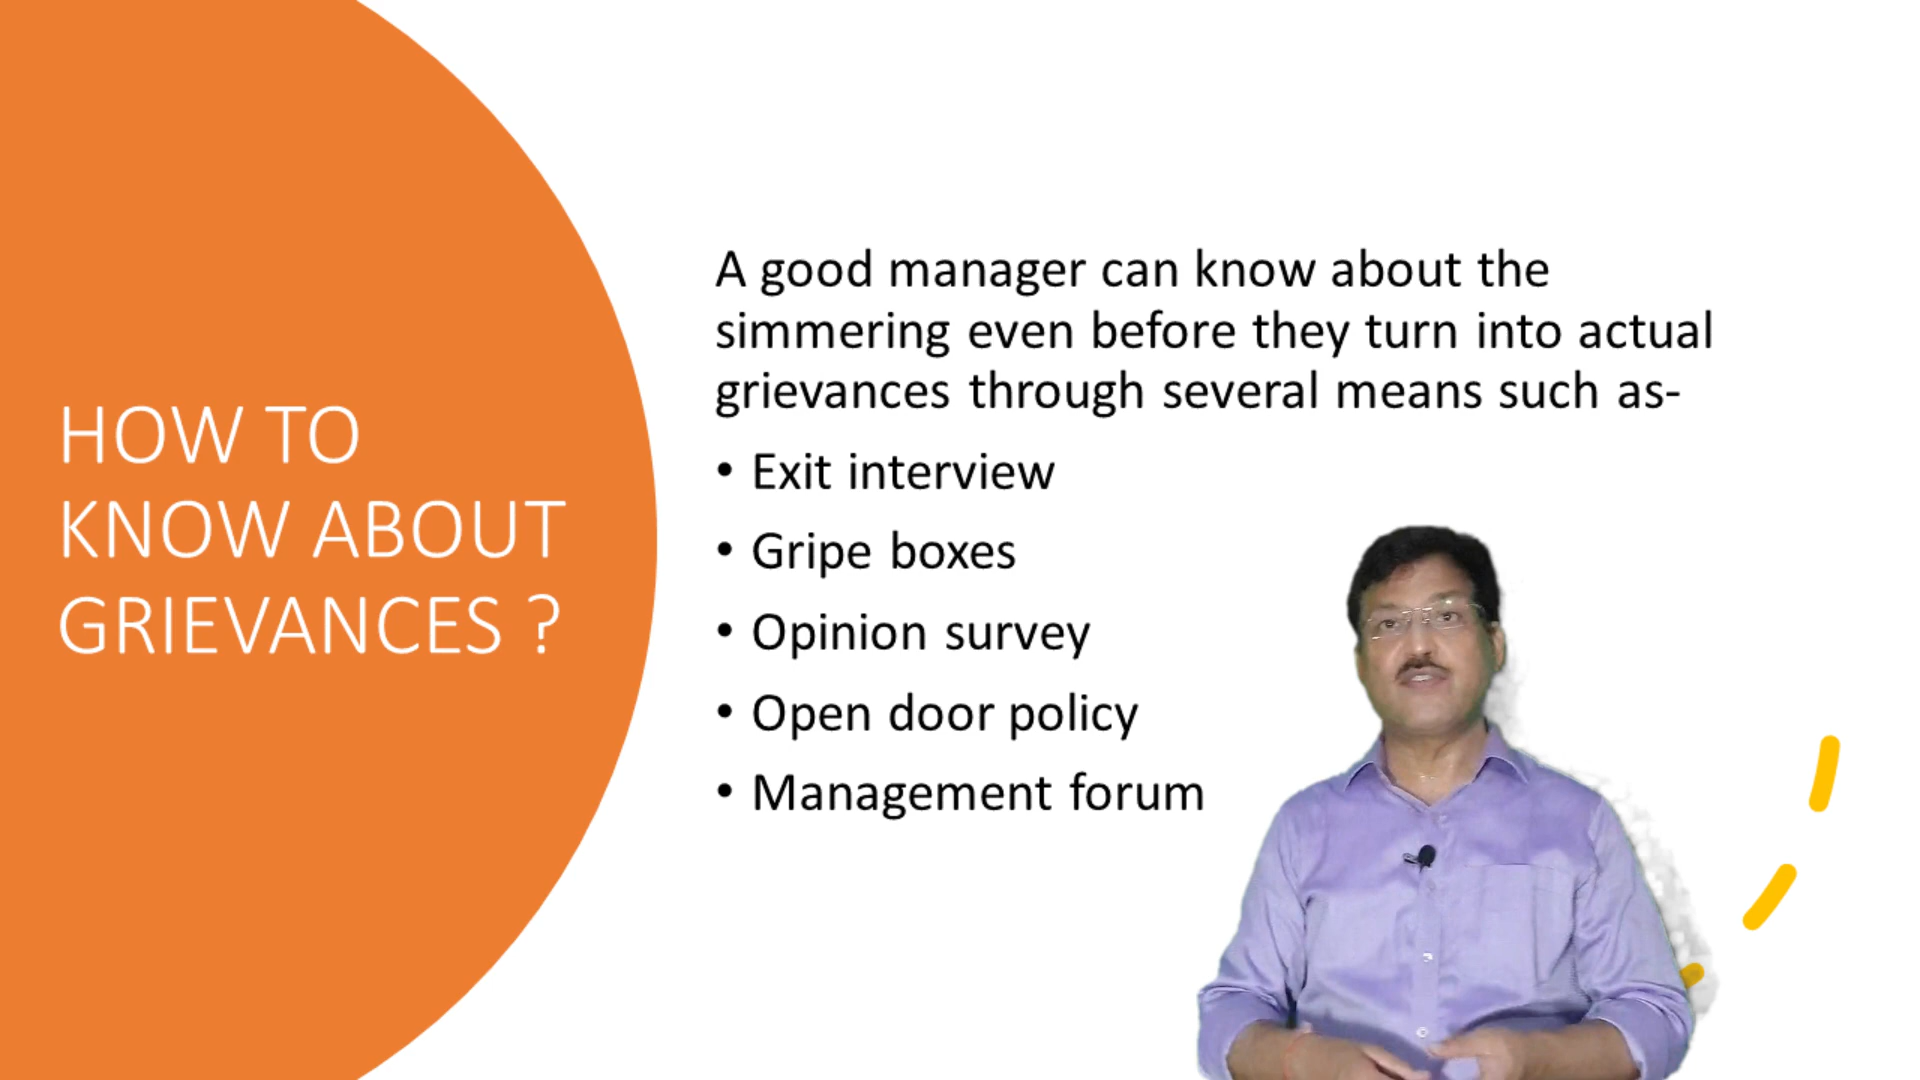 HOW TO
KNOW ABOUT
GRIEVANCES ?
A good manager can know about the
simmering even before they turn into actual
grievances through several means such as-
• Exit interview
• Gripe boxes
• Opinion survey
• Open door policy
• Management forum